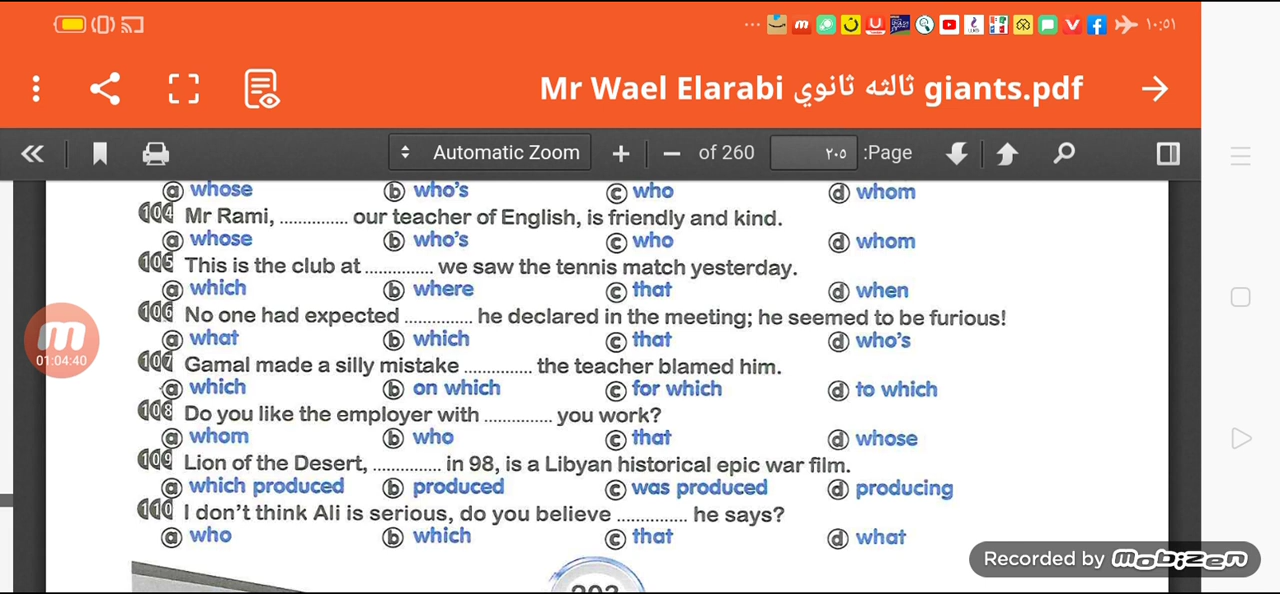 ١٠:٥١
Mr Wael Elarabi ثالثه ثانوي giants.pdf
Automatic Zoom + − of 260 ٢٠٥ :Page
a whose b who's c who d whom
104 Mr Rami, .............. our teacher of English, is friendly and kind.
a whose b who's c who d whom
105 This is the club at .............. we saw the tennis match yesterday.
a which b where c that d when
106 No one had expected .............. he declared in the meeting; he seemed to be furious!
a what b which c that d who's
107 Gamal made a silly mistake .............. the teacher blamed him.
a which b on which c for which d to which
01:04:40
108 Do you like the employer with .............. you work?
a whom b who c that d whose
109 Lion of the Desert, .............. in 98, is a Libyan historical epic war film.
a which produced b produced c was produced d producing
110 I don't think Ali is serious, do you believe .............. he says?
a who b which c that d what
Recorded by mobizen